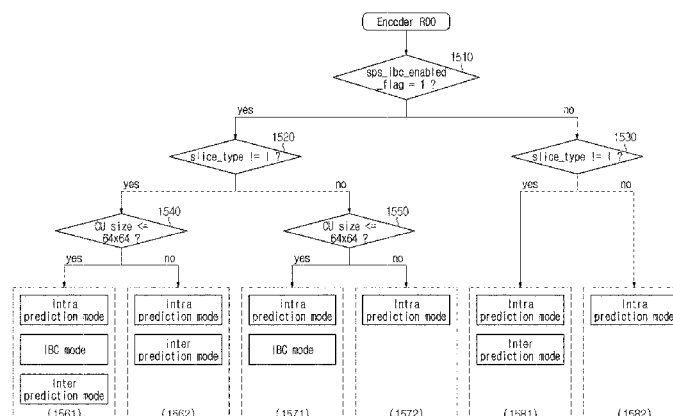 Encoder RDO
1510
sps_ibc_enabled
_flag = 1 ?
yes
no
1520
slice_type != I ?
1530
slice_type != I ?
yes
no
yes
no
1540
CU size <=
64x64 ?
1550
CU size <=
64x64 ?
yes
no
yes
no
Intra
prediction mode
IBC mode
Inter
prediction mode
(1561)
Intra
prediction mode
Inter
prediction mode
(1562)
Intra
prediction mode
IBC mode
(1571)
Intra
prediction mode
(1572)
Intra
prediction mode
Inter
prediction mode
(1581)
Intra
prediction mode
(1582)